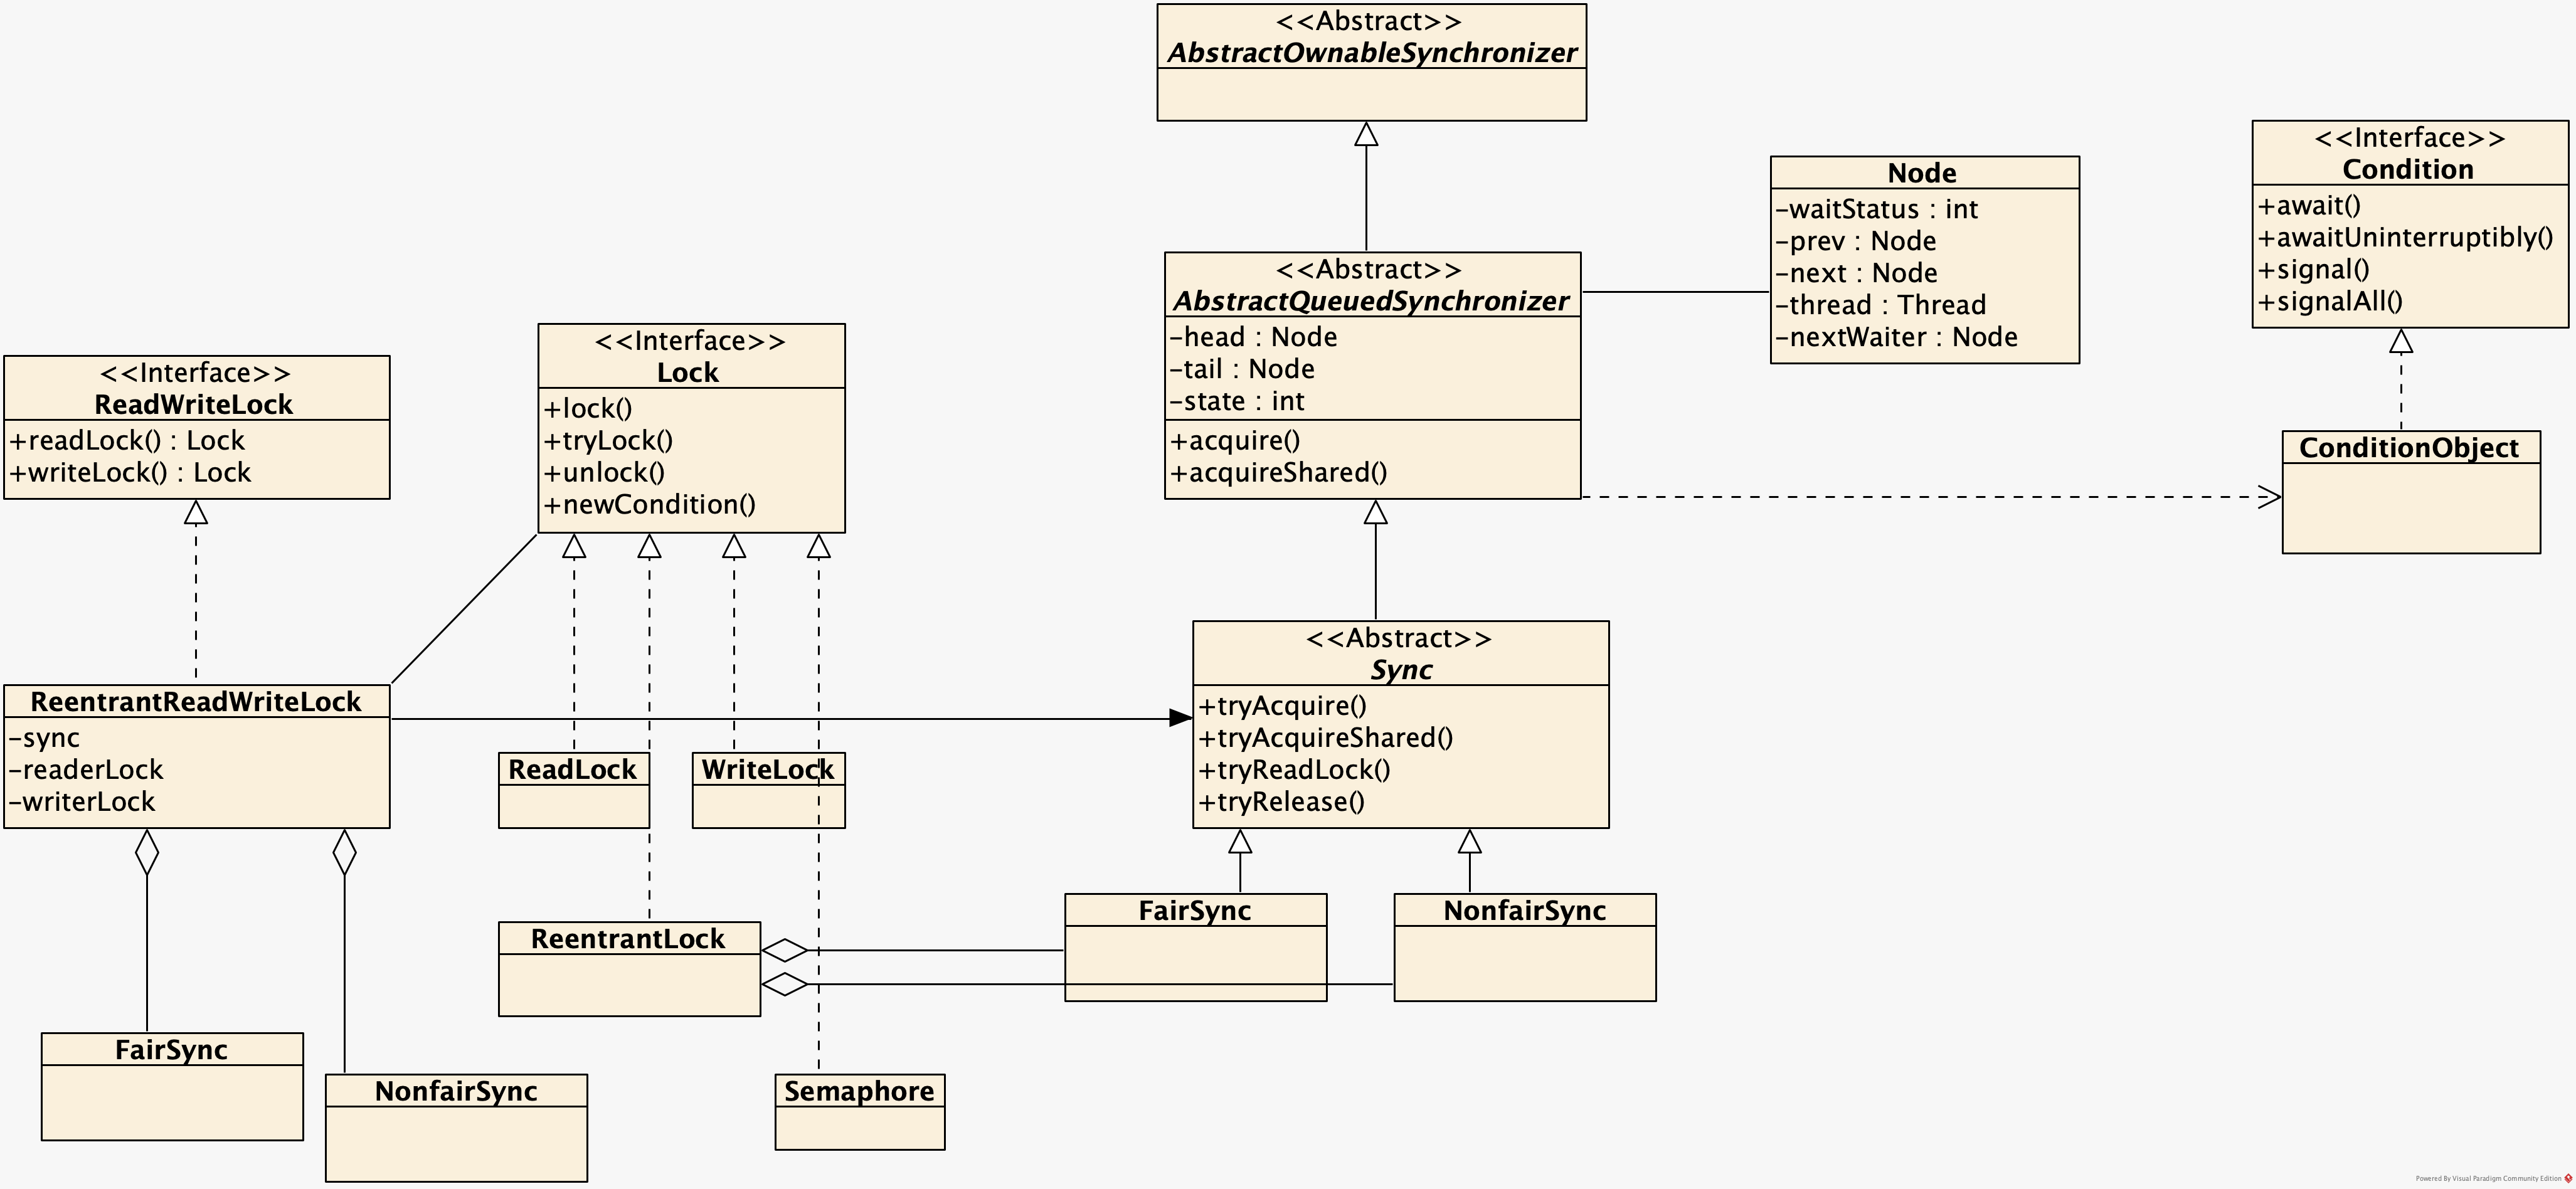 <<Abstract>>
AbstractOwnableSynchronizer
<<Interface>>
Condition
+await()
+awaitUninterruptibly()
+signal()
+signalAll()
Node
-waitStatus : int
-prev : Node
-next : Node
-thread : Thread
-nextWaiter : Node
<<Abstract>>
AbstractQueuedSynchronizer
-head : Node
-tail : Node
-state : int
+acquire()
+acquireShared()
<<Interface>>
Lock
+lock()
+tryLock()
+unlock()
+newCondition()
<<Interface>>
ReadWriteLock
+readLock() : Lock
+writeLock() : Lock
ConditionObject
<<Abstract>>
Sync
+tryAcquire()
+tryAcquireShared()
+tryReadLock()
+tryRelease()
ReentrantReadWriteLock
-sync
-readerLock
-writerLock
ReadLock
WriteLock
FairSync
NonfairSync
ReentrantLock
FairSync
NonfairSync
Semaphore
Powered By Visual Paradigm Community Edition